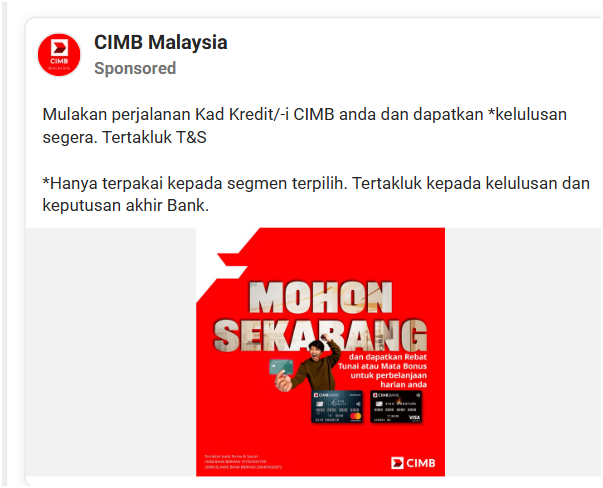 CIMB
MALAYSIA
CIMB Malaysia
Sponsored
Mulakan perjalanan Kad Kredit/-i CIMB anda dan dapatkan *kelulusan
segera. Tertakluk T&S
*Hanya terpakai kepada segmen terpilih. Tertakluk kepada kelulusan dan
keputusan akhir Bank.
MOHON
SEKARANG
dan dapatkan Rebat
Tunai atau Mata Bonus
untuk perbelanjaan
harian anda
CIMB BANK
CIMB BANK
VISA
CIMB